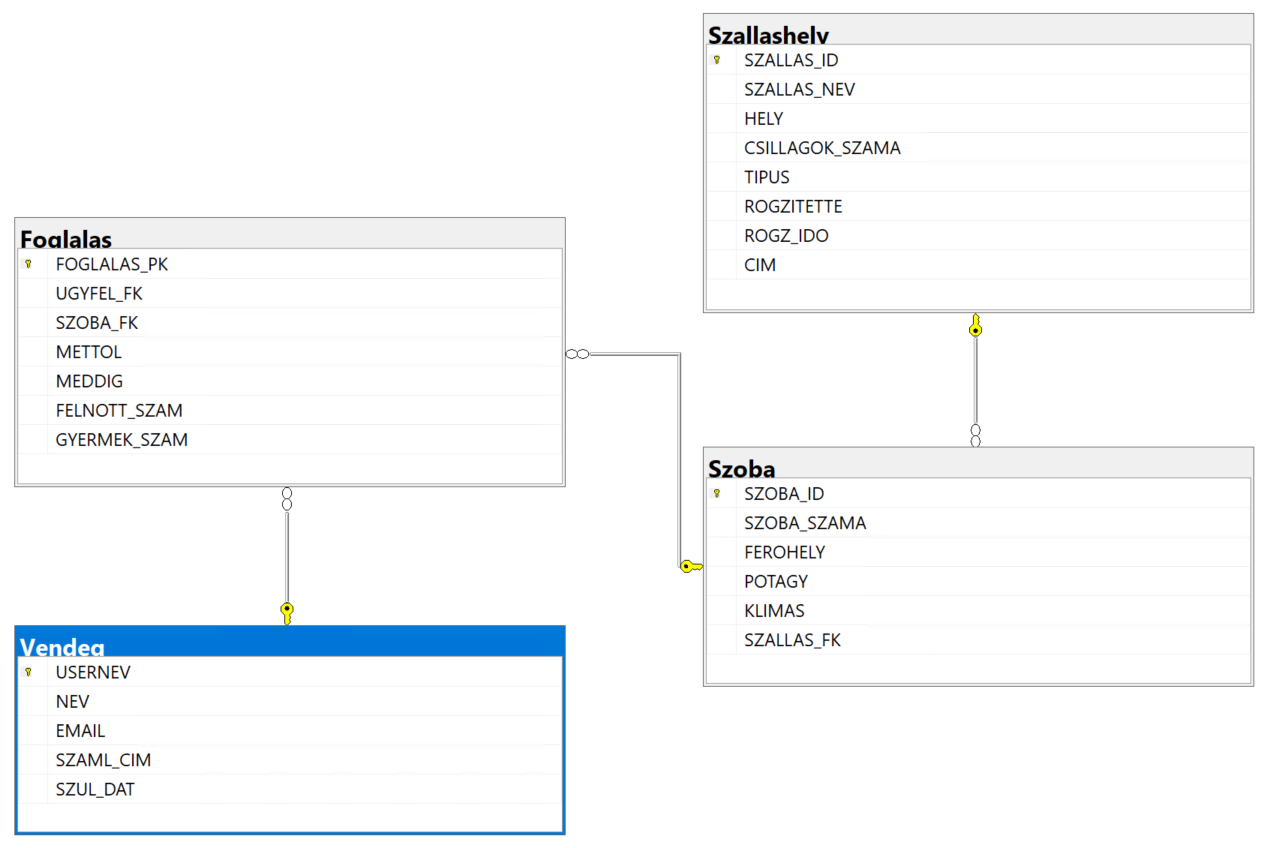 Szallashely
SZALLAS_ID
SZALLAS_NEV
HELY
CSILLAGOK_SZAMA
TIPUS
ROGZITETTE
ROGZ_IDO
CIM
Foglalas
FOGLALAS_PK
UGYFEL_FK
SZOBA_FK
METTOL
MEDDIG
FELNOTT_SZAM
GYERMEK_SZAM
Szoba
SZOBA_ID
SZOBA_SZAMA
FEROHELY
POTAGY
KLIMAS
SZALLAS_FK
Vendeg
USERNEV
NEV
EMAIL
SZAML_CIM
SZUL_DAT